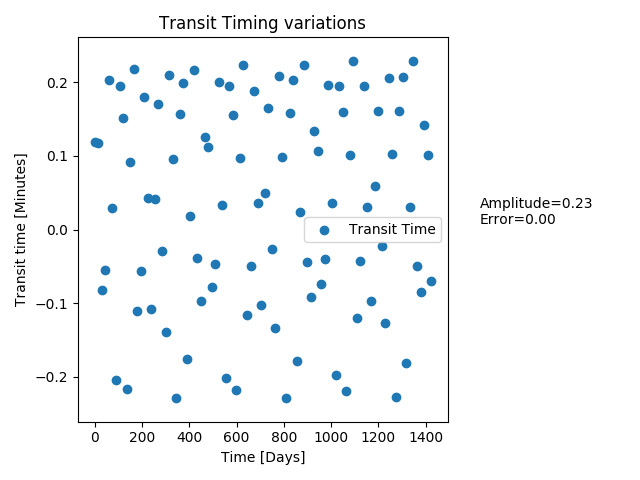 Transit Timing variations
Transit time [Minutes]
0.2
0.1
0.0
−0.1
−0.2
Transit Time
Amplitude=0.23
Error=0.00
0
200
400
600
800
1000
1200
1400
Time [Days]